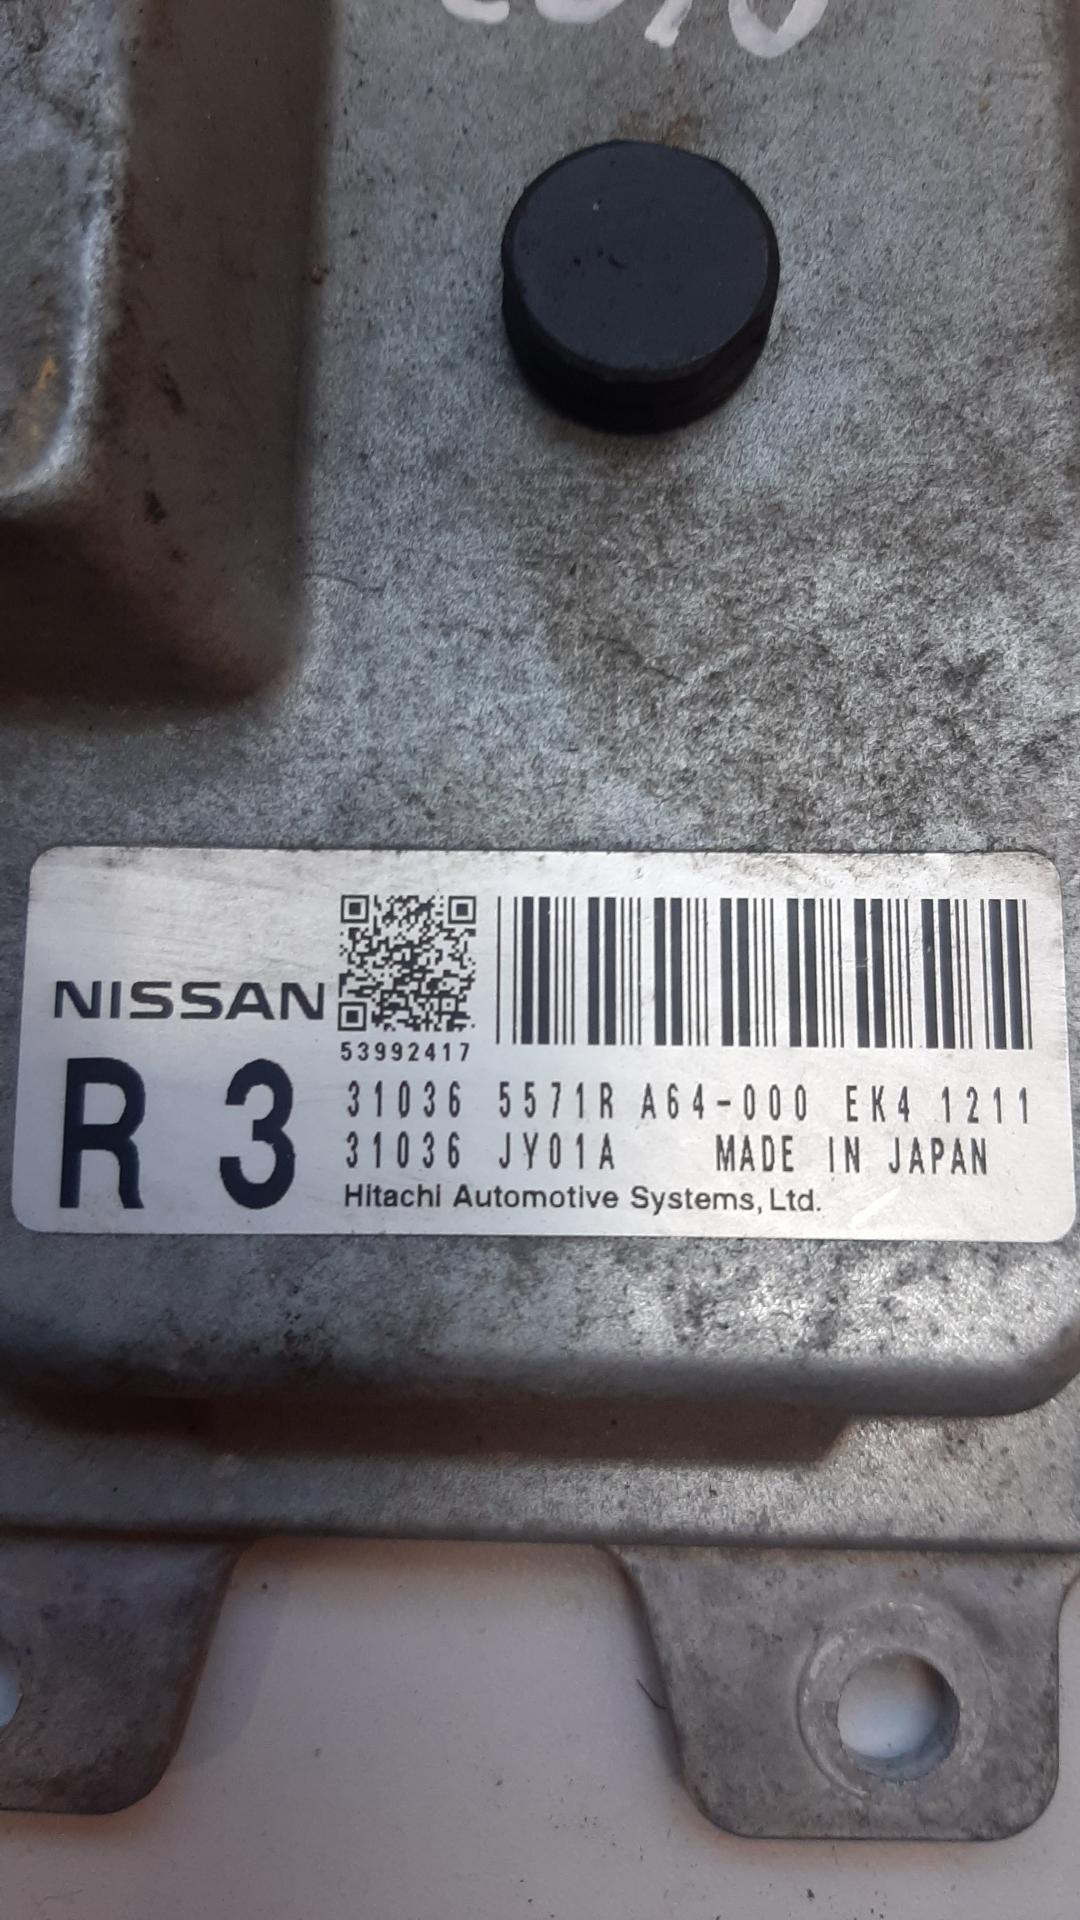 NISSAN
53992417
R 3
31036 5571R A64-000 EK4 1211
31036 JY01A MADE IN JAPAN
Hitachi Automotive Systems, Ltd.